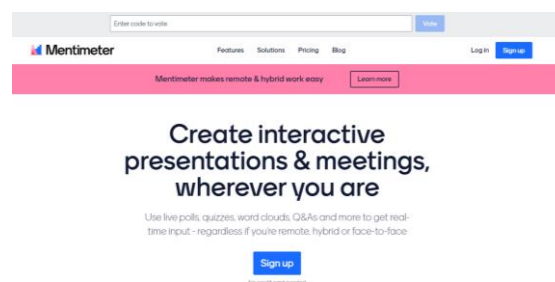 Enter code to vote Vote
Mentimeter Features Solutions Pricing Blog Log in Sign up
Mentimeter makes remote & hybrid work easy Learn more
Create interactive
presentations & meetings,
wherever you are
Use live polls, quizzes, word clouds, Q&As and more to get real-
time input - regardless if you're remote, hybrid or face-to-face
Sign up